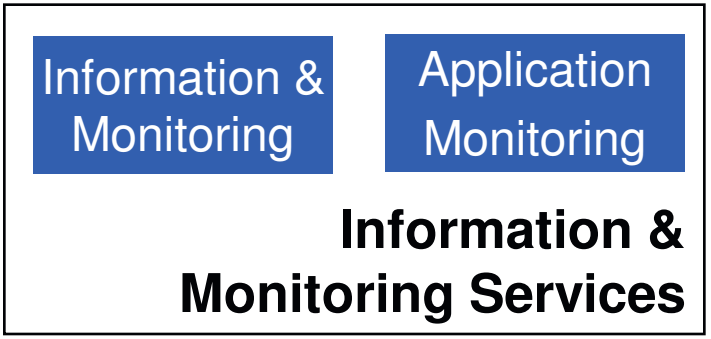 Information &
Monitoring
Application
Monitoring
Information &
Monitoring Services